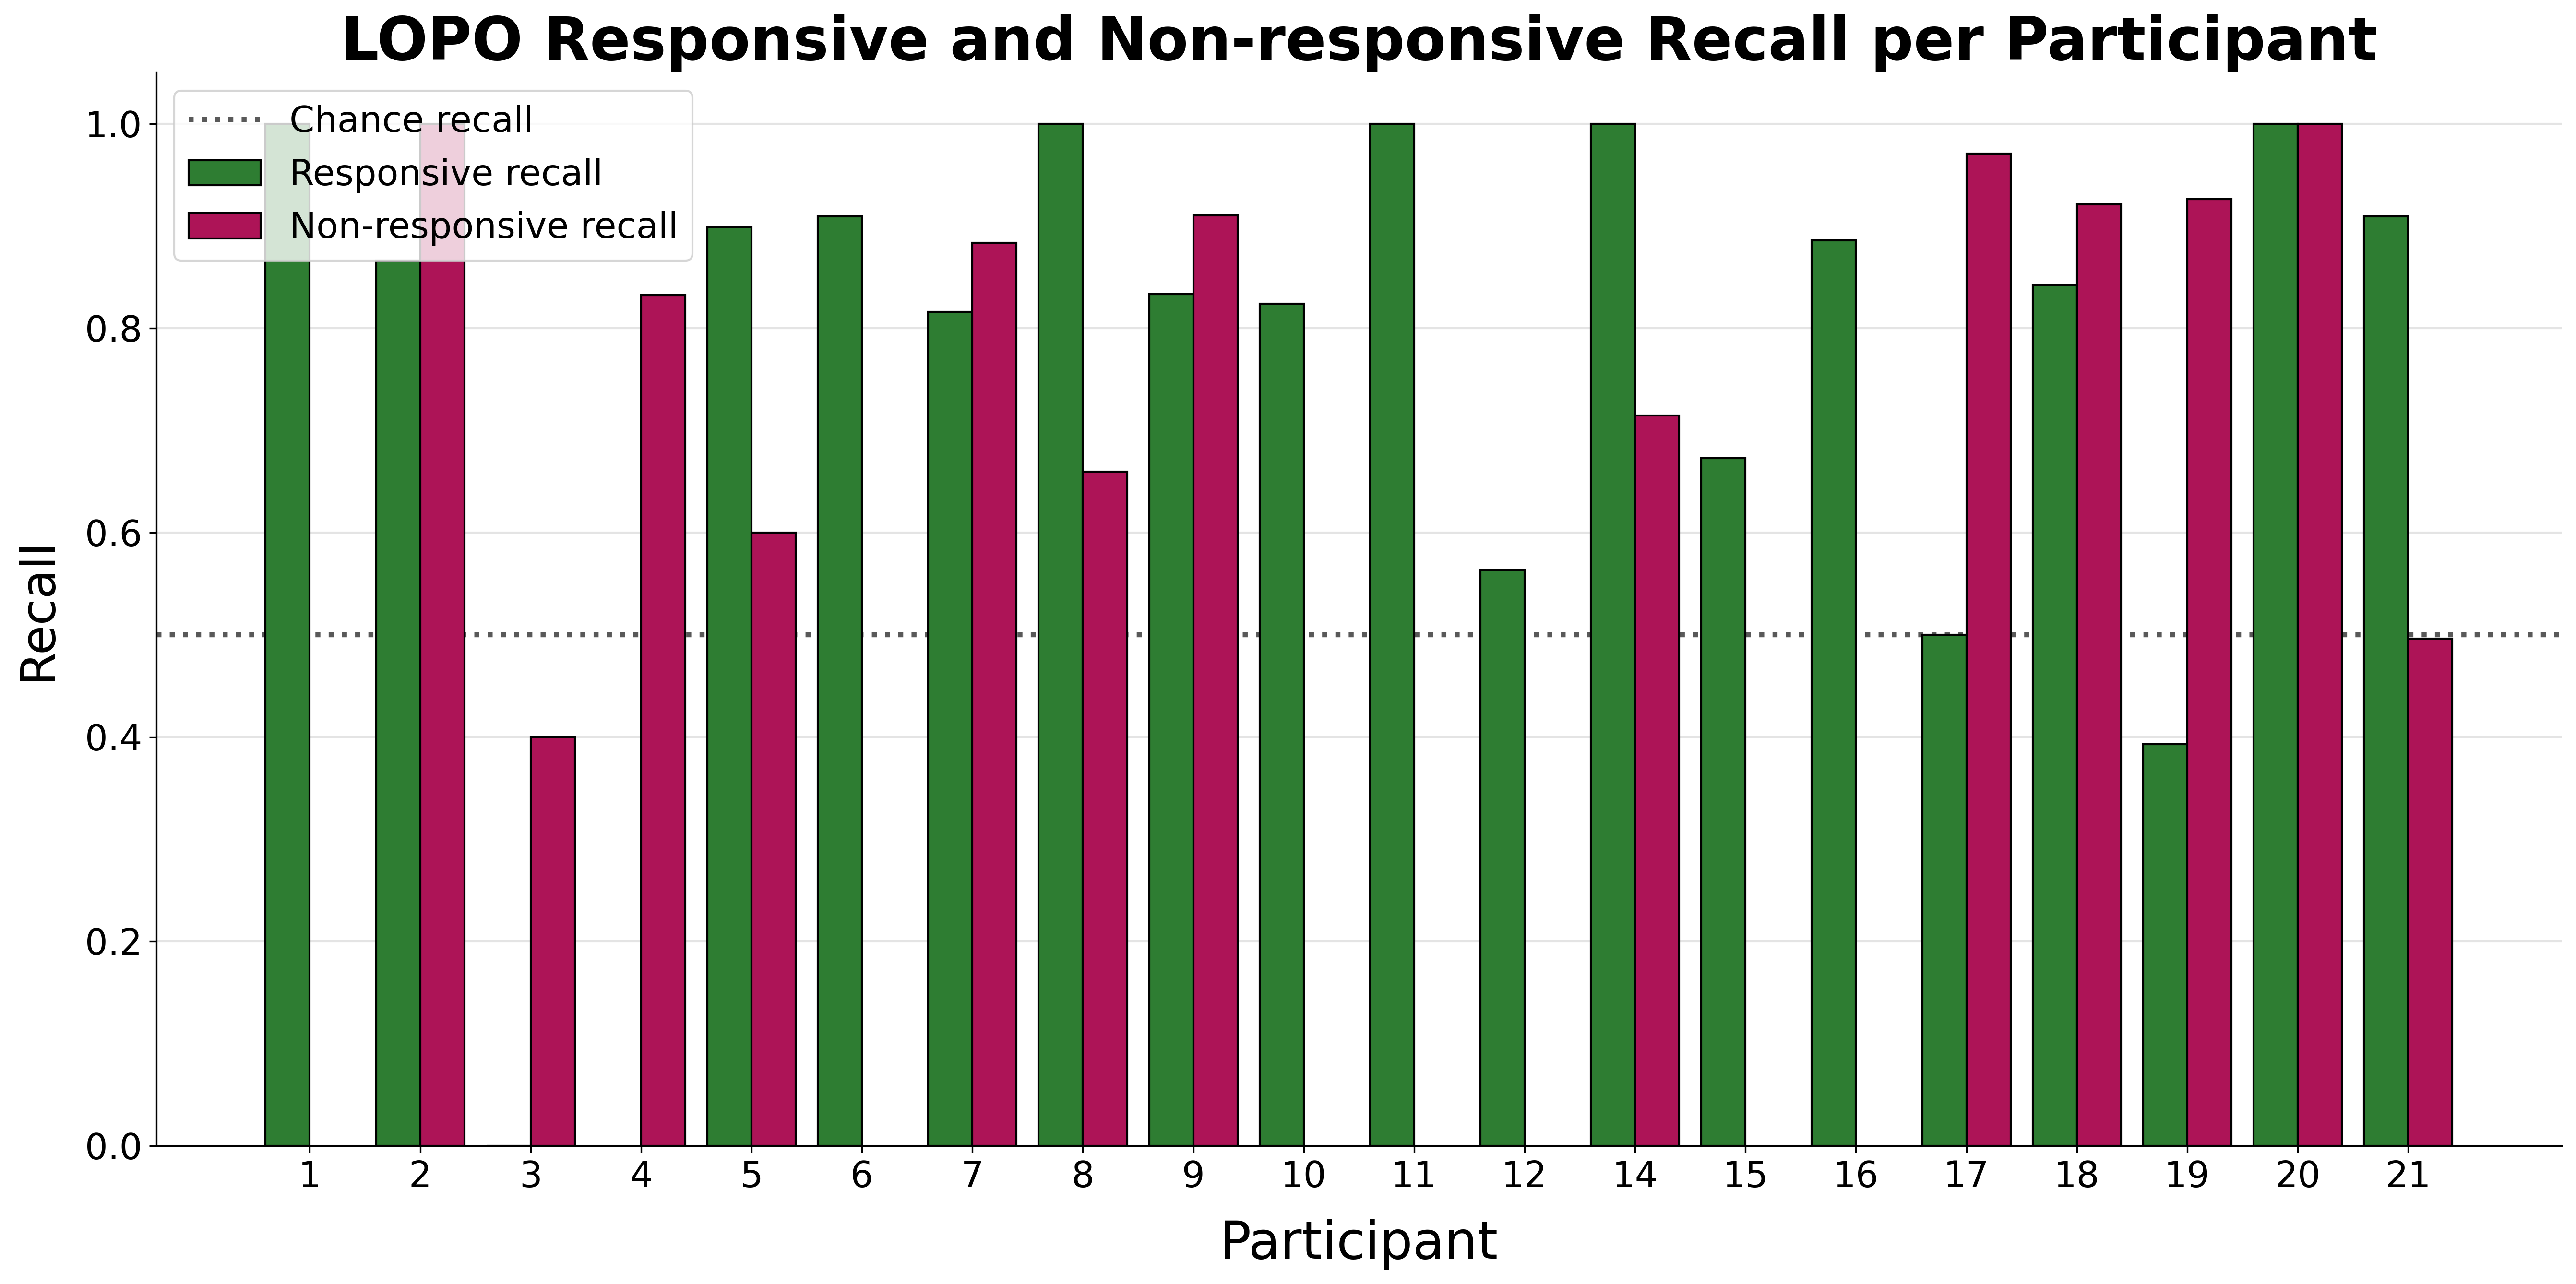 LOPO Responsive and Non-responsive Recall per Participant
Chance recall
Responsive recall
Non-responsive recall
Recall
1.0
0.8
0.6
0.4
0.2
0.0
1 2 3 4 5 6 7 8 9 10 11 12 14 15 16 17 18 19 20 21
Participant